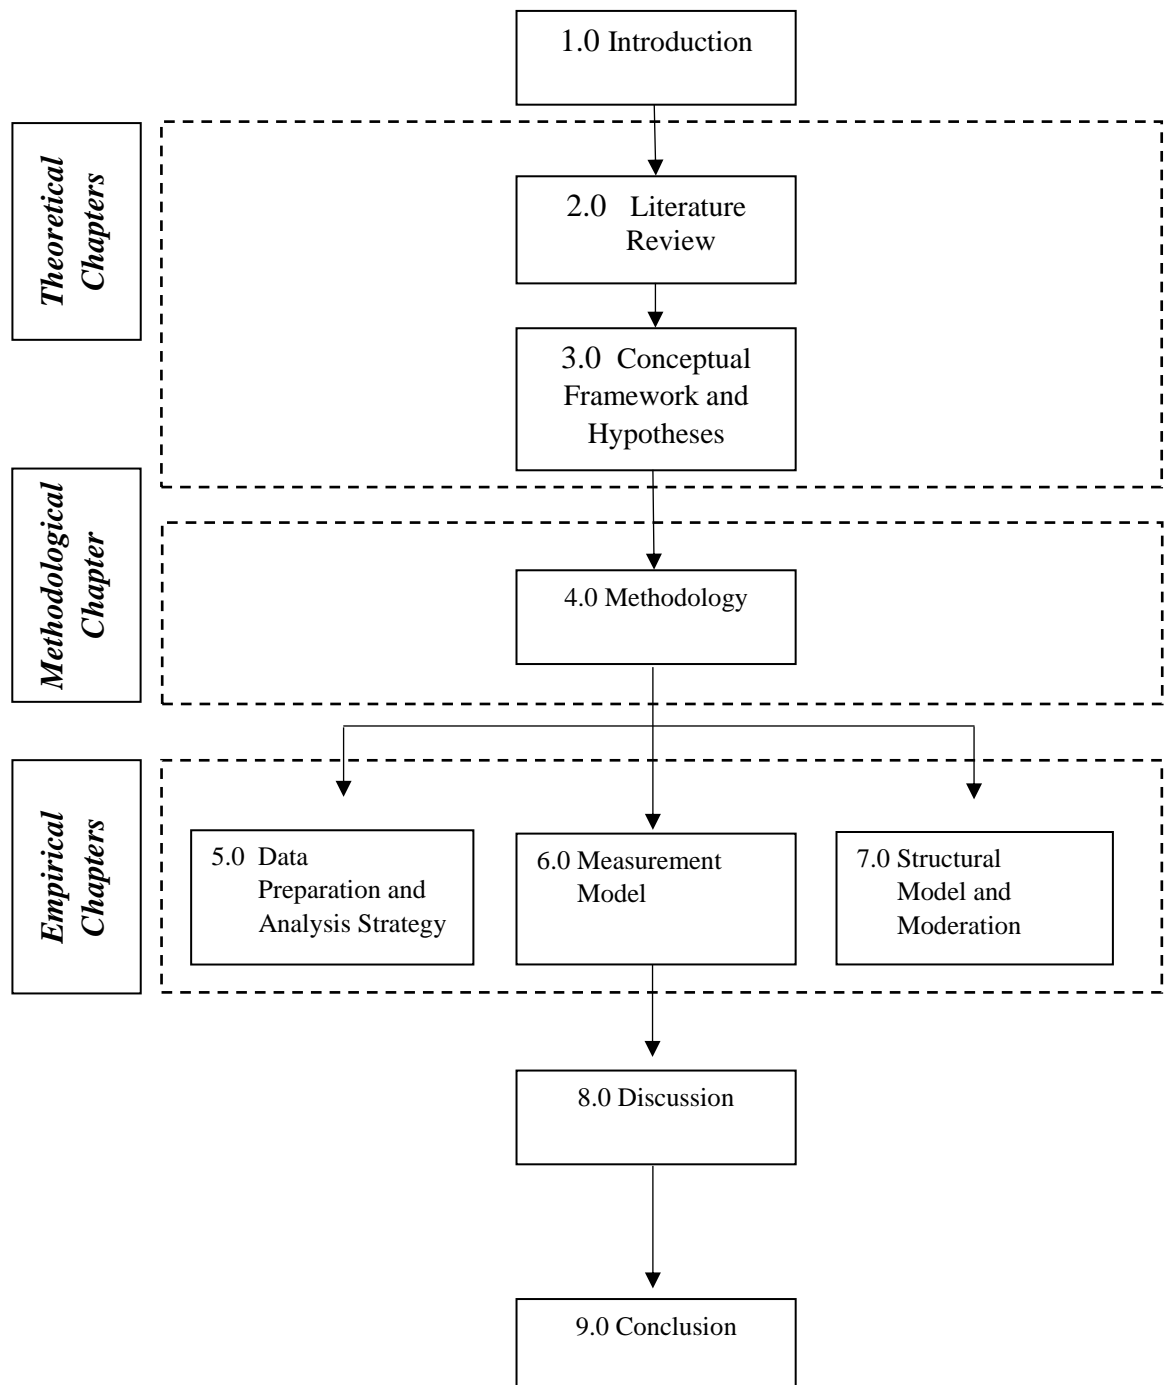 1.0 Introduction
Theoretical
Chapters
2.0 Literature
Review
3.0 Conceptual
Framework and
Hypotheses
Methodological
Chapter
4.0 Methodology
Empirical
Chapters
5.0 Data
Preparation and
Analysis Strategy
6.0 Measurement
Model
7.0 Structural
Model and
Moderation
8.0 Discussion
9.0 Conclusion